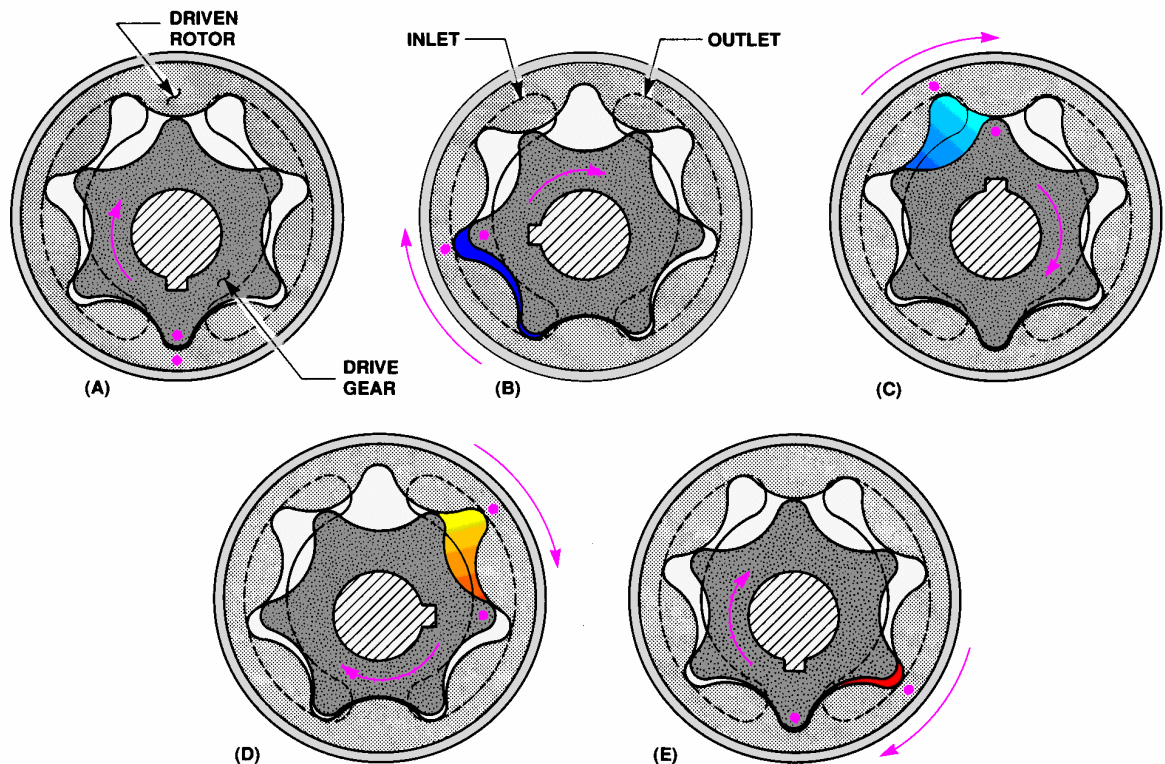 DRIVEN
ROTOR
INLET
OUTLET
DRIVE
GEAR
(A)
(B)
(C)
(D)
(E)